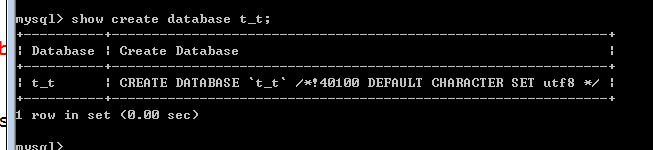 mysql> show create database t_t;
+----------+--------------------------------------------------------------+
| Database | Create Database                                              |
+----------+--------------------------------------------------------------+
| t_t      | CREATE DATABASE `t_t` /*!40100 DEFAULT CHARACTER SET utf8 */ |
+----------+--------------------------------------------------------------+
1 row in set (0.00 sec)
mysql>